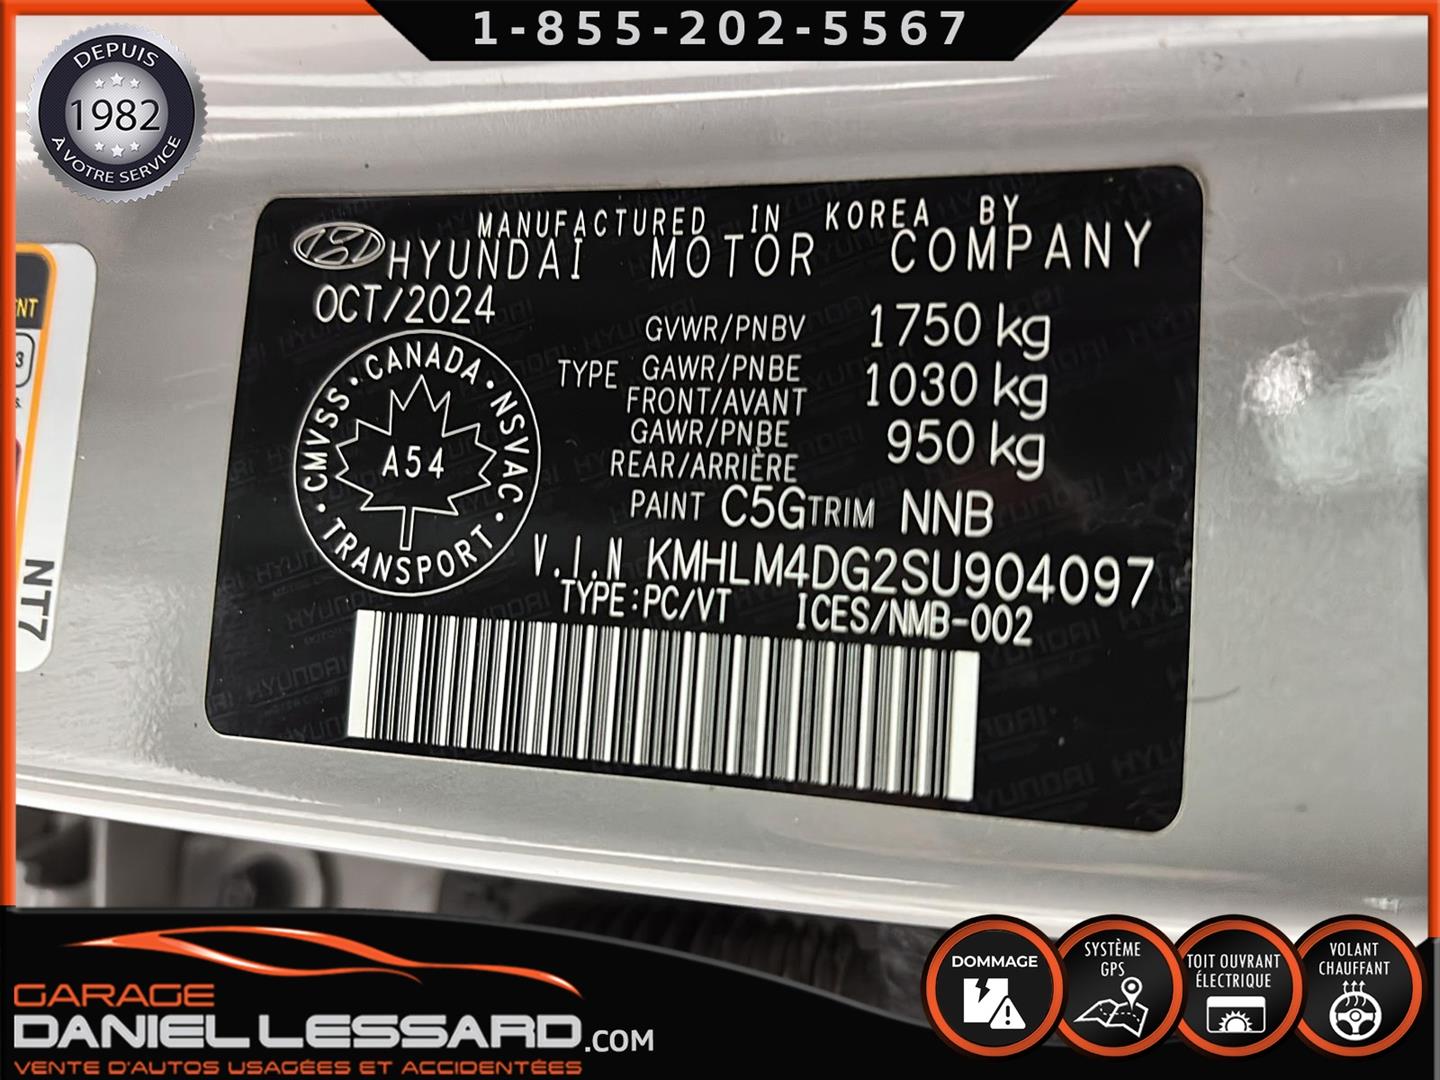 1-855-202-5567
DEPUIS
1982
À VOTRE SERVICE
MANUFACTURED IN KOREA BY
HYUNDAI MOTOR COMPANY
OCT/2024
GVWR/PNBV 1750 kg
TYPE GAWR/PNBE FRONT/AVANT 1030 kg
GAWR/PNBE REAR/ARRIÈRE 950 kg
PAINT C5G TRIM NNB
V.I.N KMHLM4DG2SU904097
TYPE:PC/VT ICES/NMB-002
CMVSS · CANADA · NSVAC · TRANSPORT ·
A54
NT7
GARAGE
DANIEL LESSARD.COM
VENTE D'AUTOS USAGÉES ET ACCIDENTÉES
DOMMAGE
SYSTÈME
GPS
TOIT OUVRANT
ÉLECTRIQUE
VOLANT
CHAUFFANT